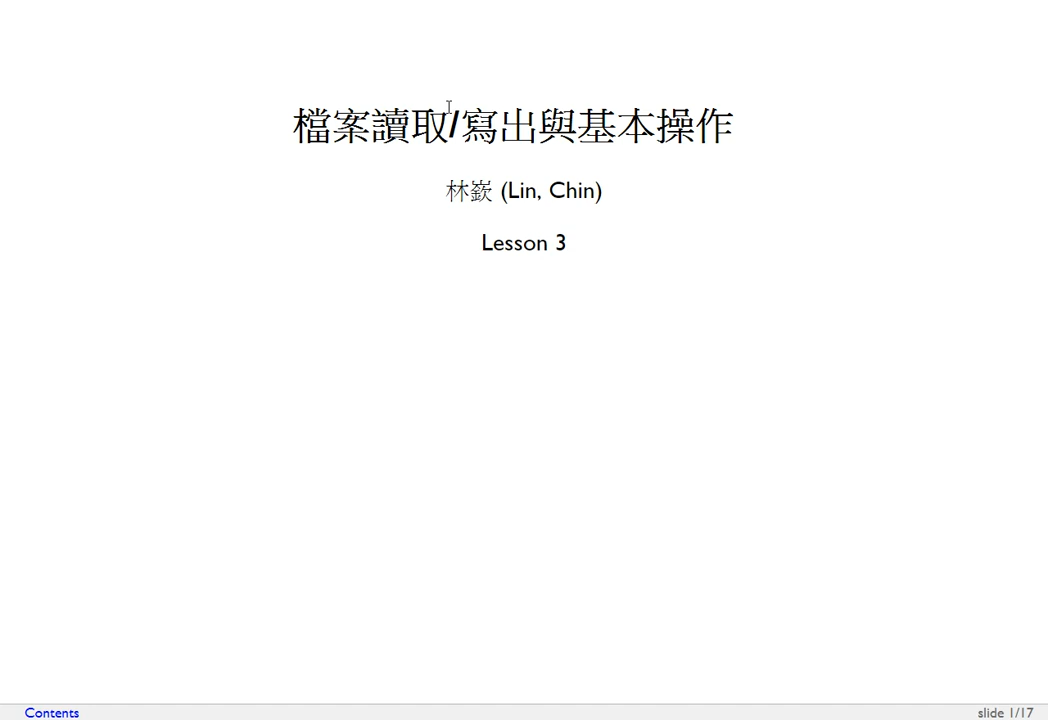 檔案讀取/寫出與基本操作
林嶔 (Lin, Chin)
Lesson 3
Contents
slide 1/17